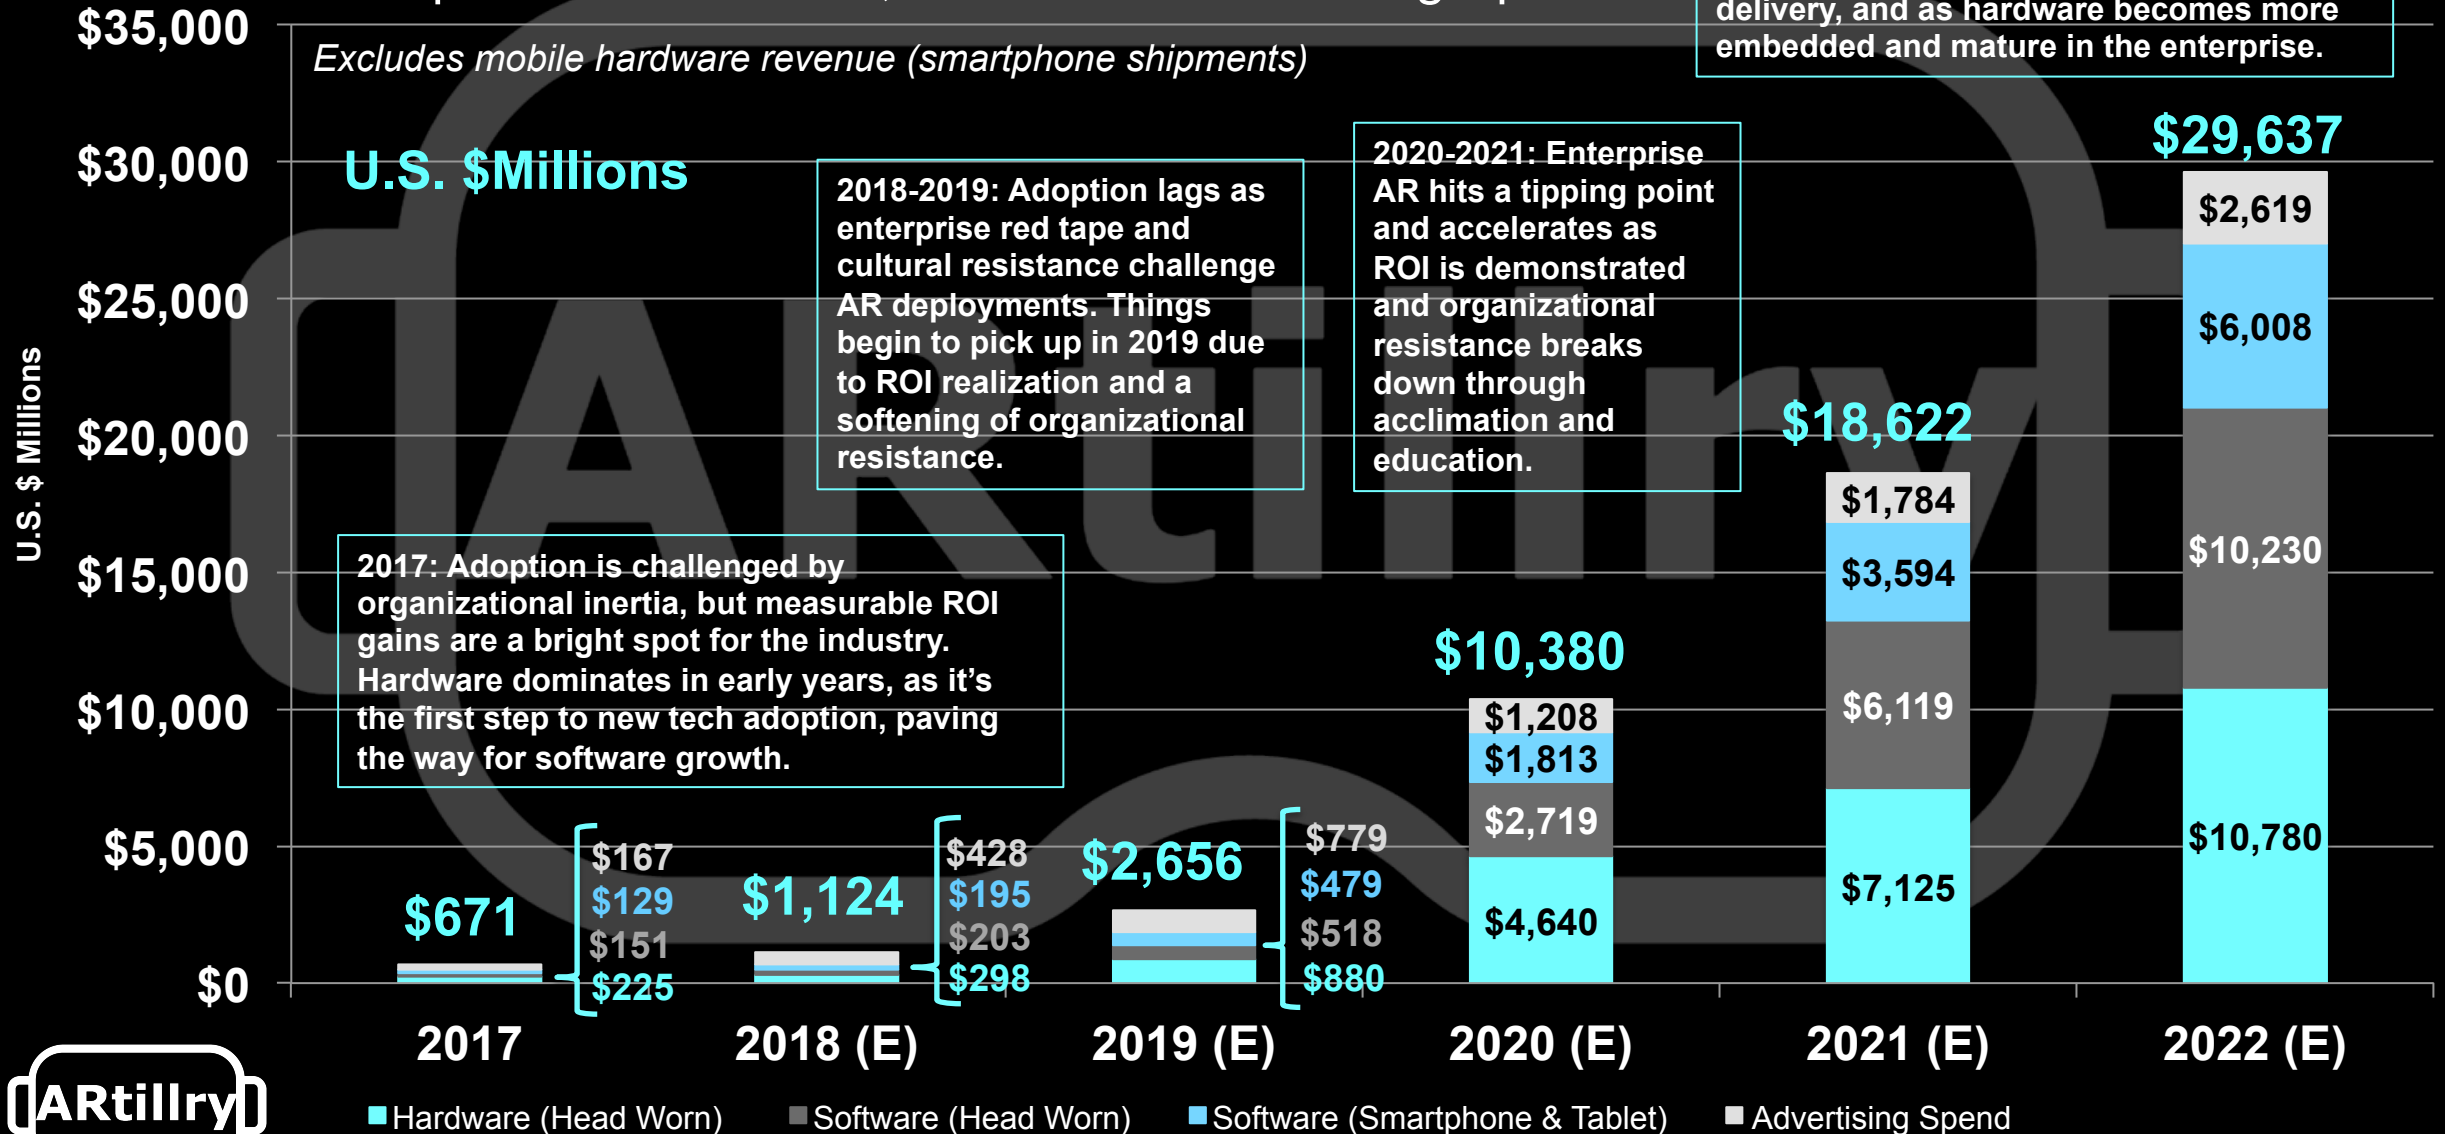 delivery, and as hardware becomes more
embedded and mature in the enterprise.
Excludes mobile hardware revenue (smartphone shipments)
U.S. $Millions
U.S. $ Millions
$35,000
$30,000
$25,000
$20,000
$15,000
$10,000
$5,000
$0
2017: Adoption is challenged by
organizational inertia, but measurable ROI
gains are a bright spot for the industry.
Hardware dominates in early years, as it's
the first step to new tech adoption, paving
the way for software growth.
2018-2019: Adoption lags as
enterprise red tape and
cultural resistance challenge
AR deployments. Things
begin to pick up in 2019 due
to ROI realization and a
softening of organizational
resistance.
2020-2021: Enterprise
AR hits a tipping point
and accelerates as
ROI is demonstrated
and organizational
resistance breaks
down through
acclimation and
education.
$671
$167
$129
$151
$225
$1,124
$428
$195
$203
$298
$2,656
$779
$479
$518
$880
$10,380
$1,208
$1,813
$2,719
$4,640
$18,622
$1,784
$3,594
$6,119
$7,125
$29,637
$2,619
$6,008
$10,230
$10,780
2017
2018 (E)
2019 (E)
2020 (E)
2021 (E)
2022 (E)
Hardware (Head Worn)
Software (Head Worn)
Software (Smartphone & Tablet)
Advertising Spend
ARtillry
ARtillry